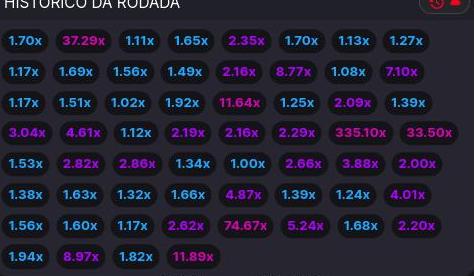 HISTÓRICO DA RODADA
1.70x 37.29x 1.11x 1.65x 2.35x 1.70x 1.13x 1.27x
1.17x 1.69x 1.56x 1.49x 2.16x 8.77x 1.08x 7.10x
1.17x 1.51x 1.02x 1.92x 11.64x 1.25x 2.09x 1.39x
3.04x 4.61x 1.12x 2.19x 2.16x 2.29x 335.10x 33.50x
1.53x 2.82x 2.86x 1.34x 1.00x 2.66x 3.88x 2.00x
1.38x 1.63x 1.32x 1.66x 4.87x 1.39x 1.24x 4.01x
1.56x 1.60x 1.17x 2.62x 74.67x 5.24x 1.68x 2.20x
1.94x 8.97x 1.82x 11.89x